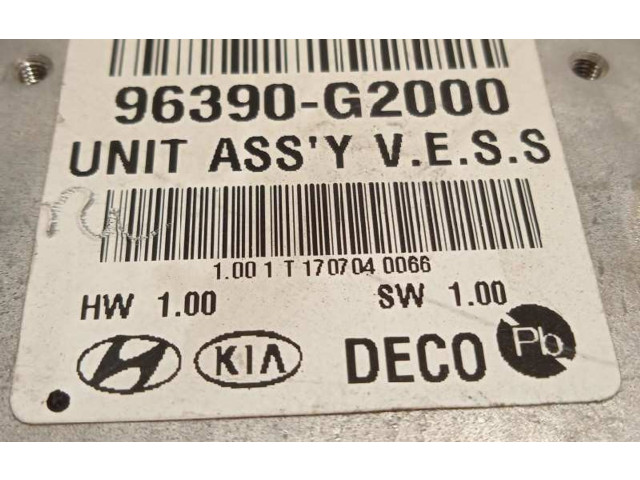 96390-G2000
UNIT ASS'Y V.E.S.S
1.00 1 T 170704 0066
HW 1.00 SW 1.00
KIA DECO Pb